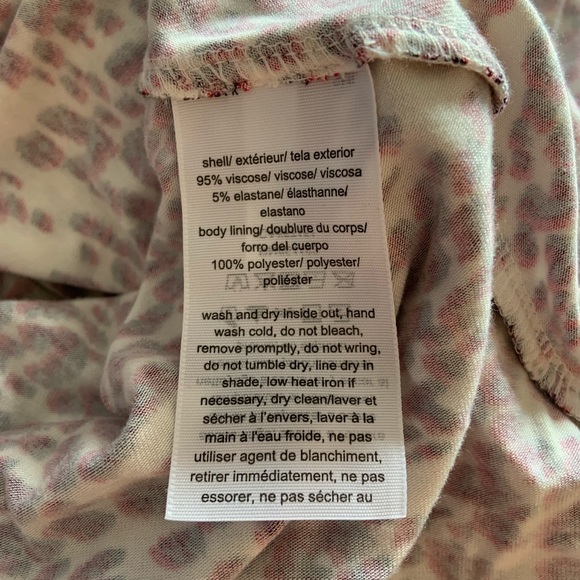 shell/ extérieur/ tela exterior
95% viscose/ viscose/ viscosa
5% elastane/ élasthanne/
elastano
body lining/ doublure du corps/
forro del cuerpo
100% polyester/ polyester/
poliéster
wash and dry inside out, hand
wash cold, do not bleach,
remove promptly, do not wring,
do not tumble dry, line dry in
shade, low heat iron if
necessary, dry clean/laver et
sécher à l'envers, laver à la
main à l'eau froide, ne pas
utiliser agent de blanchiment,
retirer immédiatement, ne pas
essorer, ne pas sécher au